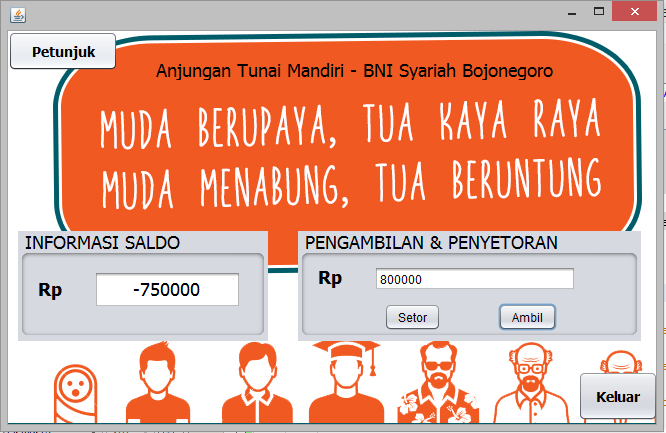 Petunjuk
Anjungan Tunai Mandiri - BNI Syariah Bojonegoro
MUDA BERUPAYA, TUA KAYA RAYA
MUDA MENABUNG, TUA BERUNTUNG
INFORMASI SALDO
Rp
-750000
PENGAMBILAN & PENYETORAN
Rp
800000
Setor
Ambil
Keluar